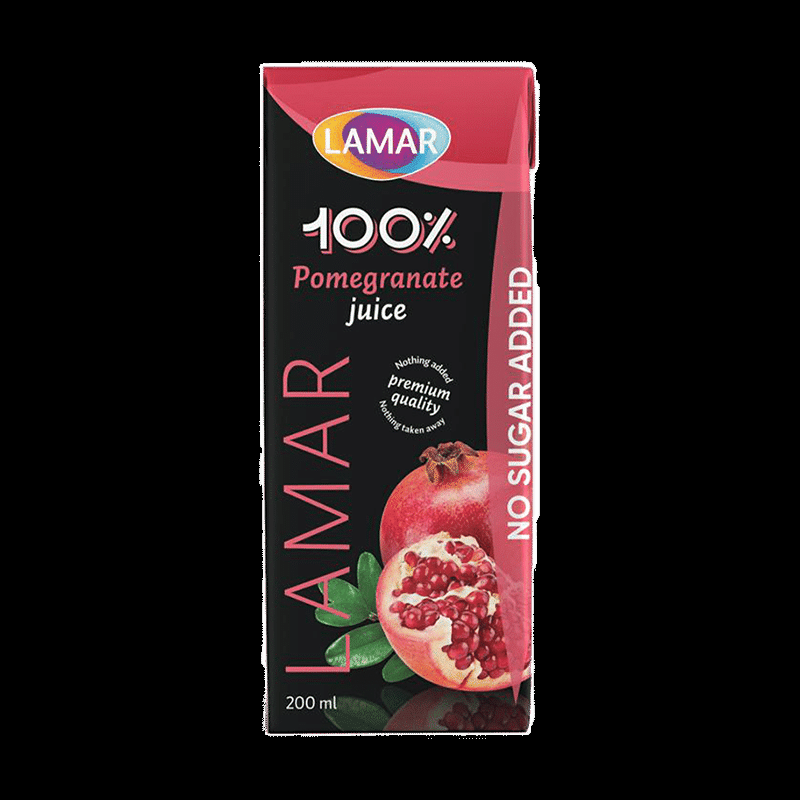 LAMAR
100%
Pomegranate
juice
LAMAR
Nothing added
premium
quality
Nothing taken away
NO SUGAR ADDED
200 ml